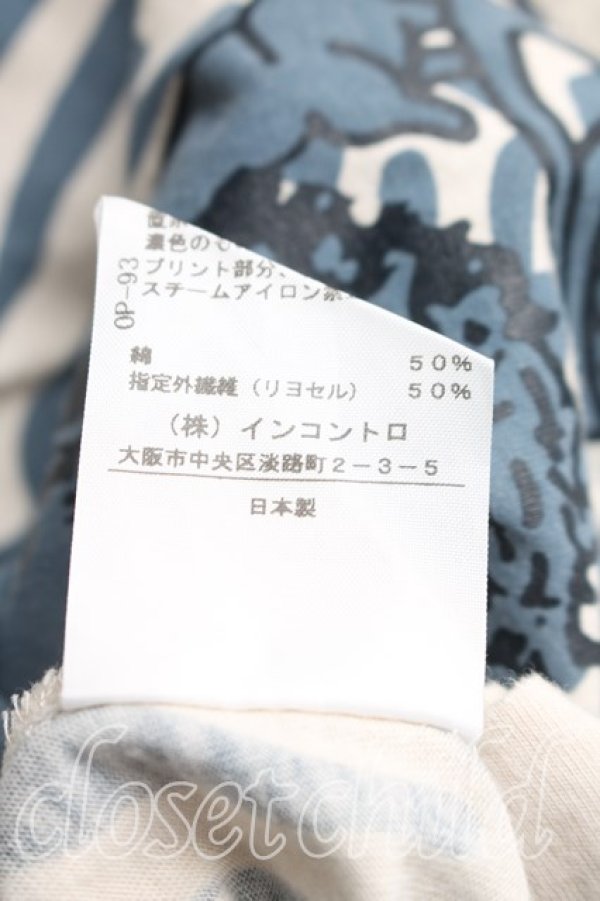 濃色のも
プリント部分、
スチームアイロン
OP-93
綿 50%
指定外繊維（リヨセル） 50%
（株）インコントロ
大阪市中央区淡路町2-3-5
日本製
closet child